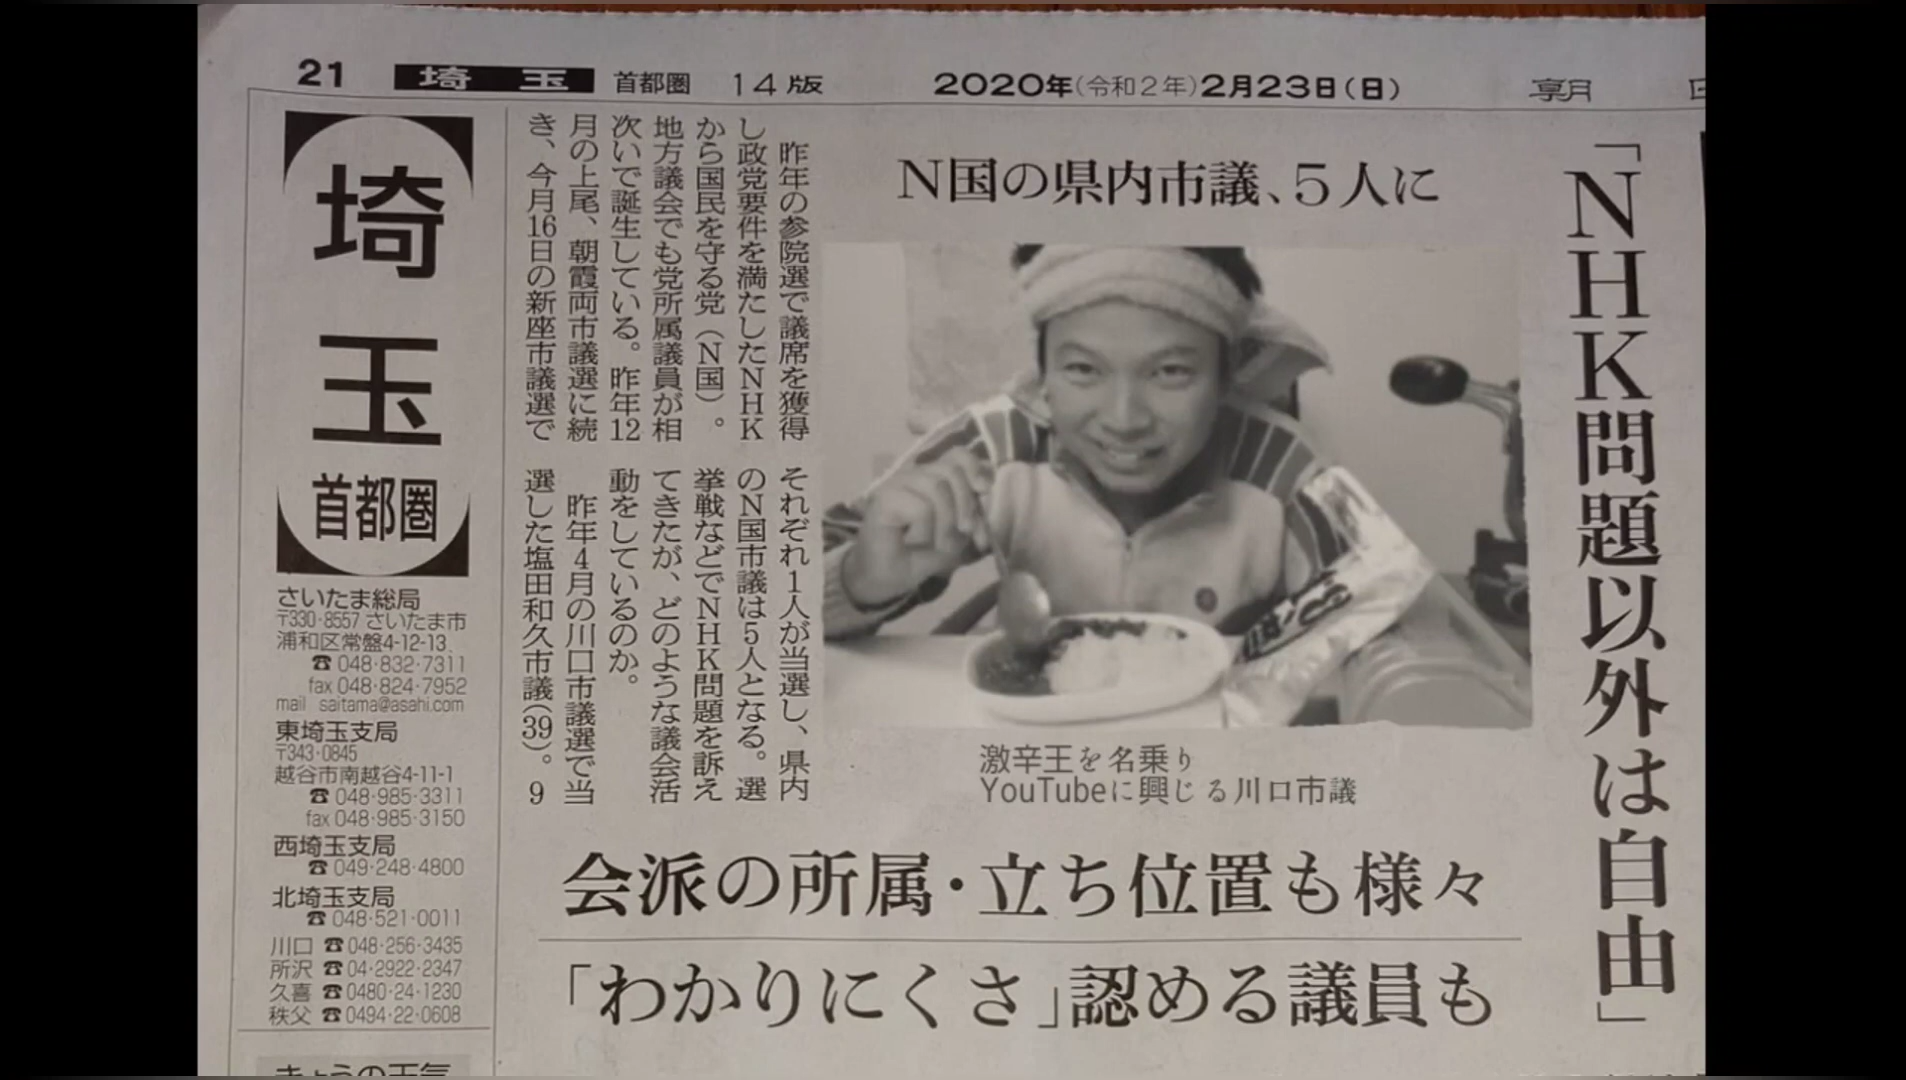 21 埼玉 首都圏 14版 2020年(令和2年)2月23日(日) 朝
埼玉
首都圏
さいたま総局
〒330-8557 さいたま市
浦和区常盤4-12-13
☎048・832・7311
fax 048・824・7952
mail saitama@asahi.com
東埼玉支局
〒343-0845
越谷市南越谷4-11-1
☎048・985・3311
fax 048・985・3150
西埼玉支局
☎049・248・4800
北埼玉支局
☎048・521・0011
川口 ☎048・256・3435
所沢 ☎04・2922・2347
久喜 ☎0480・24・1230
秩父 ☎0494・22・0608
きょうの天気
「NHK問題以外は自由」
N国の県内市議、5人に
激辛王を名乗り
YouTubeに興じる川口市議
会派の所属・立ち位置も様々
「わかりにくさ」認める議員も
昨年の参院選で議席を獲得
し政党要件を満たしたNHK
から国民を守る党（N国）。
地方議会でも党所属議員が相
次いで誕生している。昨年12
月の上尾、朝霞両市議選に続
き、今月16日の新座市議選で
それぞれ1人が当選し、県内
のN国市議は5人となる。選
挙戦などでNHK問題を訴え
てきたが、どのような議会活
動をしているのか。
昨年4月の川口市議選で当
選した塩田和久市議(39)。9